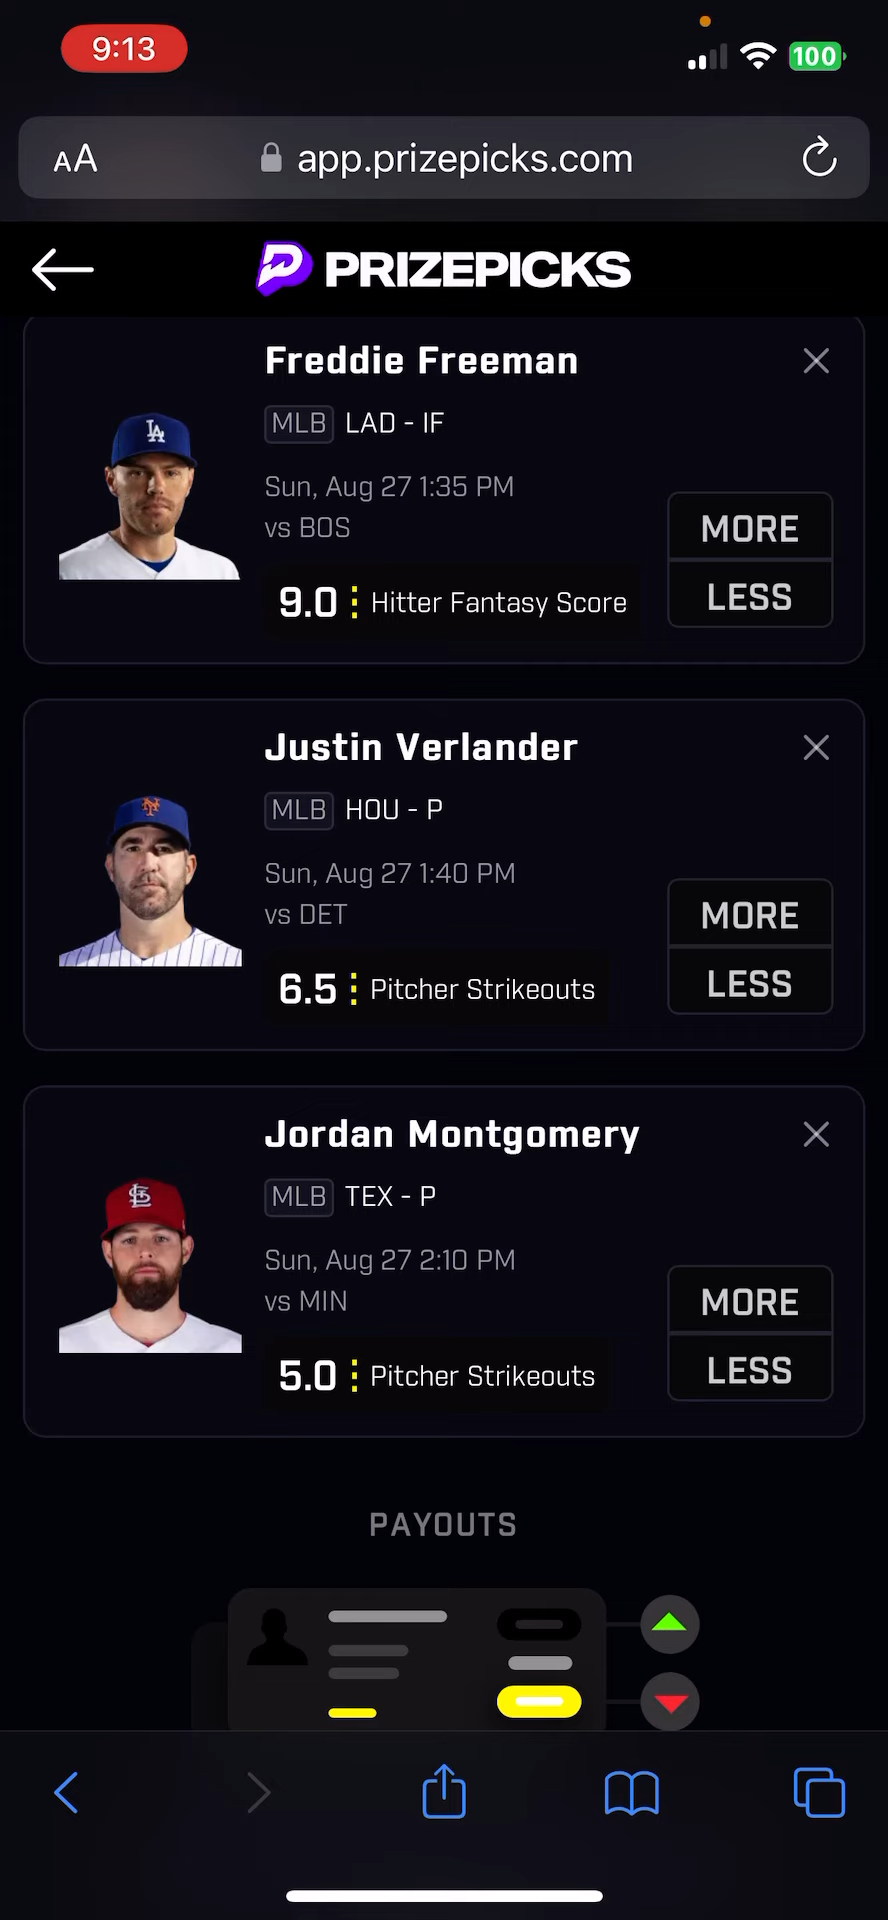 9:13
100
AA
app.prizepicks.com
PRIZEPICKS
Freddie Freeman
MLB LAD - IF
Sun, Aug 27 1:35 PM
vs BOS
MORE
LESS
9.0 Hitter Fantasy Score
Justin Verlander
MLB HOU - P
Sun, Aug 27 1:40 PM
vs DET
MORE
LESS
6.5 Pitcher Strikeouts
Jordan Montgomery
MLB TEX - P
Sun, Aug 27 2:10 PM
vs MIN
MORE
LESS
5.0 Pitcher Strikeouts
PAYOUTS